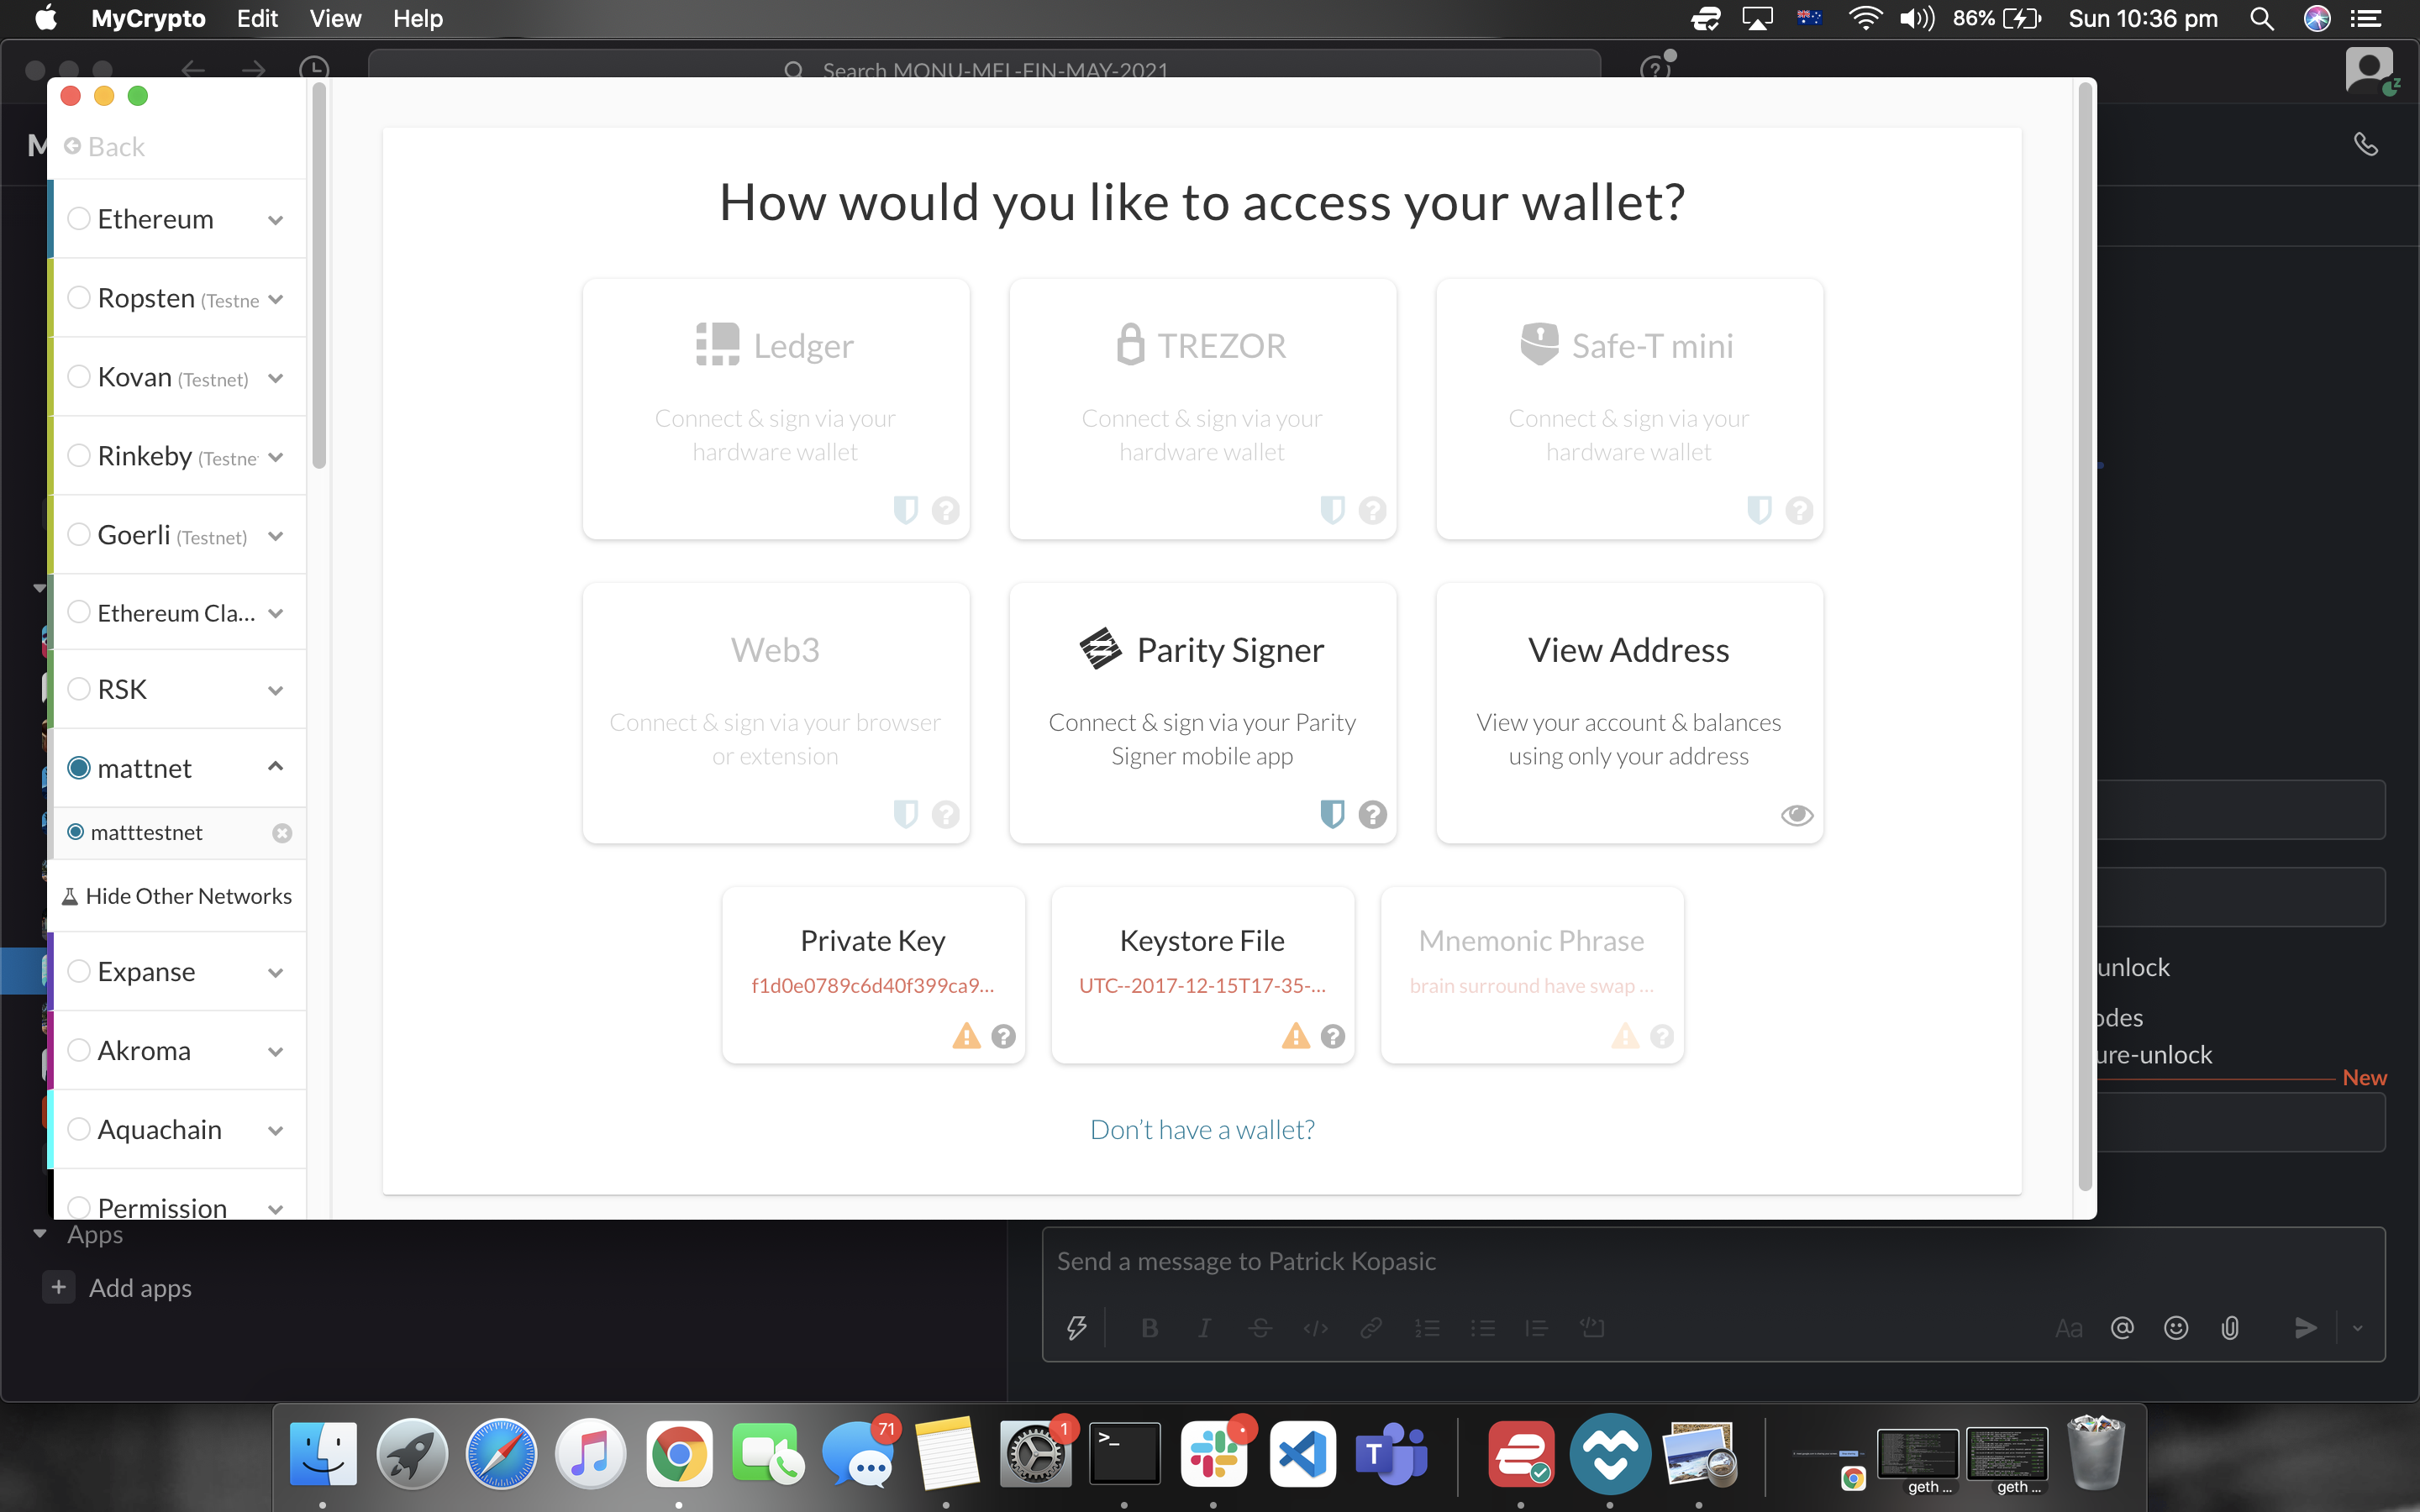 MyCrypto Edit View Help
86% Sun 10:36 pm
Search MONU-MEL-FIN-MAY-2021
M
Back
Ethereum
Ropsten (Testne
Kovan (Testnet)
Rinkeby (Testne
Goerli (Testnet)
Ethereum Cla...
RSK
mattnet
matttestnet
Hide Other Networks
Expanse
Akroma
Aquachain
Permission
How would you like to access your wallet?
Ledger
Connect & sign via your
hardware wallet
TREZOR
Connect & sign via your
hardware wallet
Safe-T mini
Connect & sign via your
hardware wallet
Web3
Connect & sign via your browser
or extension
Parity Signer
Connect & sign via your Parity
Signer mobile app
View Address
View your account & balances
using only your address
Private Key
f1d0e0789c6d40f399ca9...
Keystore File
UTC--2017-12-15T17-35-...
Mnemonic Phrase
brain surround have swap ...
Don't have a wallet?
unlock
odes
ure-unlock
New
Apps
Add apps
Send a message to Patrick Kopasic
B I S
Aa
71
1
>_
T
geth ...
geth ...